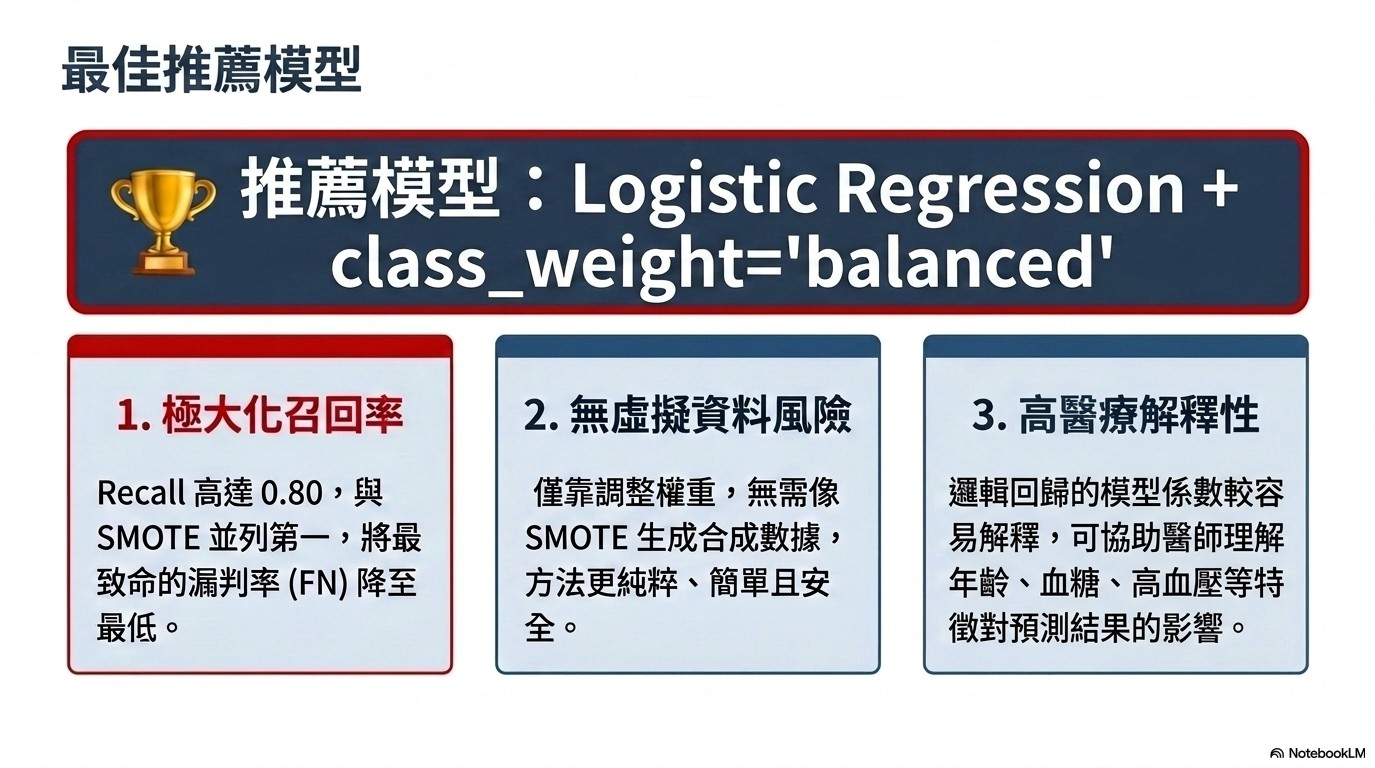 最佳推薦模型
推薦模型：Logistic Regression +
class_weight='balanced'
1. 極大化召回率
Recall 高達 0.80，與
SMOTE 並列第一，將最
致命的漏判率 (FN) 降至
最低。
2. 無虛擬資料風險
僅靠調整權重，無需像
SMOTE 生成合成數據，
方法更純粹、簡單且安
全。
3. 高醫療解釋性
邏輯回歸的模型係數較容
易解釋，可協助醫師理解
年齡、血糖、高血壓等特
徵對預測結果的影響。
NotebookLM